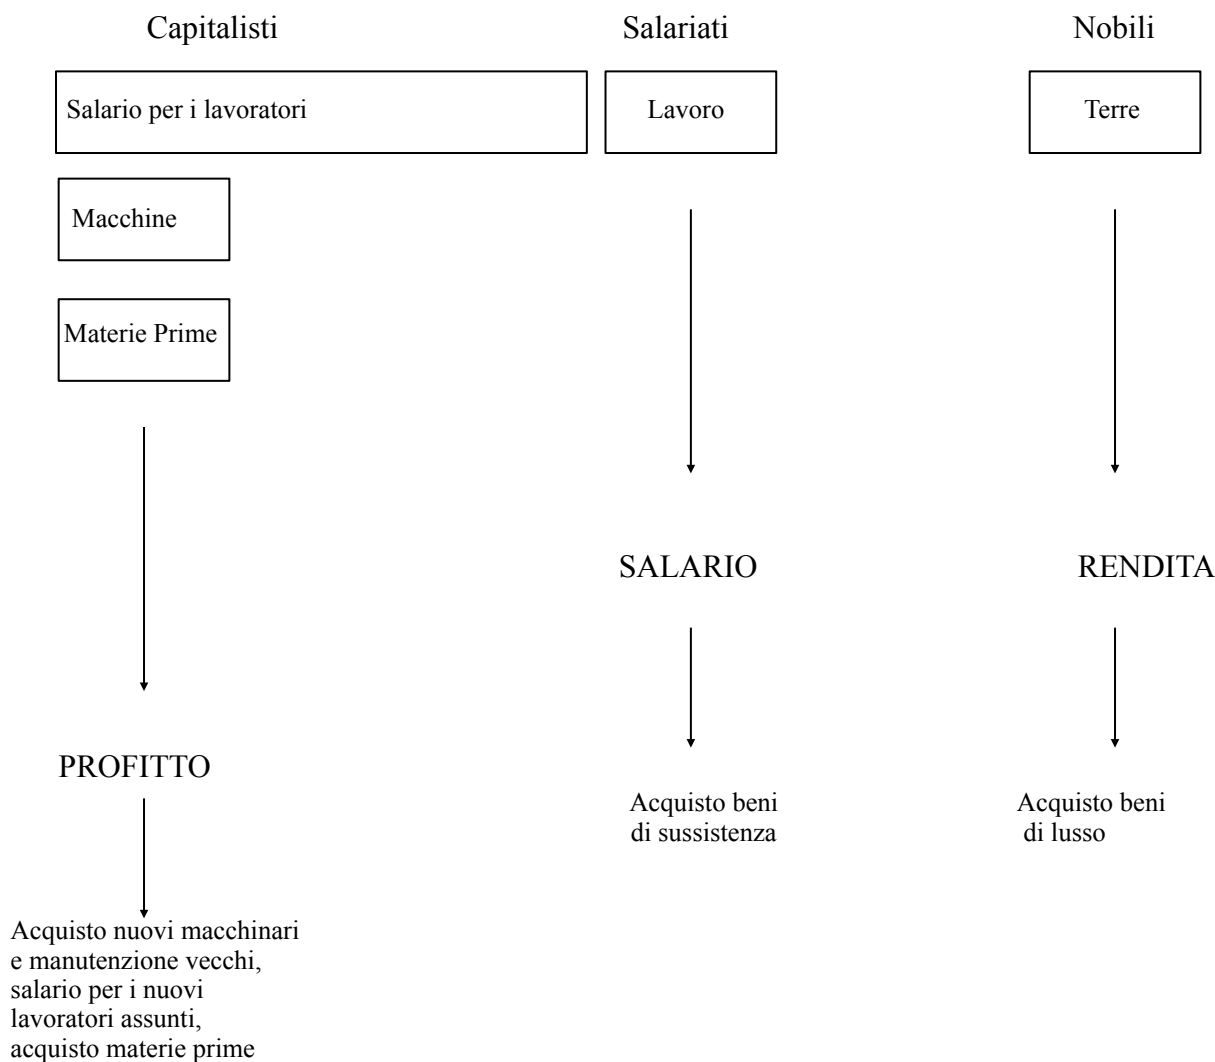 Capitalisti
Salariati
Nobili
Salario per i lavoratori
Lavoro
Terre
Macchine
Materie Prime
SALARIO
RENDITA
PROFITTO
Acquisto beni
di sussistenza
Acquisto beni
di lusso
Acquisto nuovi macchinari
e manutenzione vecchi,
salario per i nuovi
lavoratori assunti,
acquisto materie prime